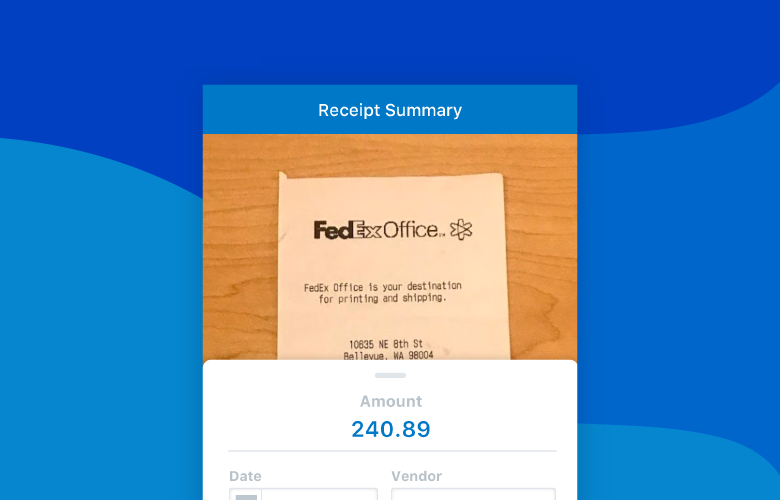 Receipt Summary
FedEx Office
FedEx Office is your destination
for printing and shipping.
10635 NE 8th St
Bellevue, WA 98004
Amount
240.89
Date
Vendor